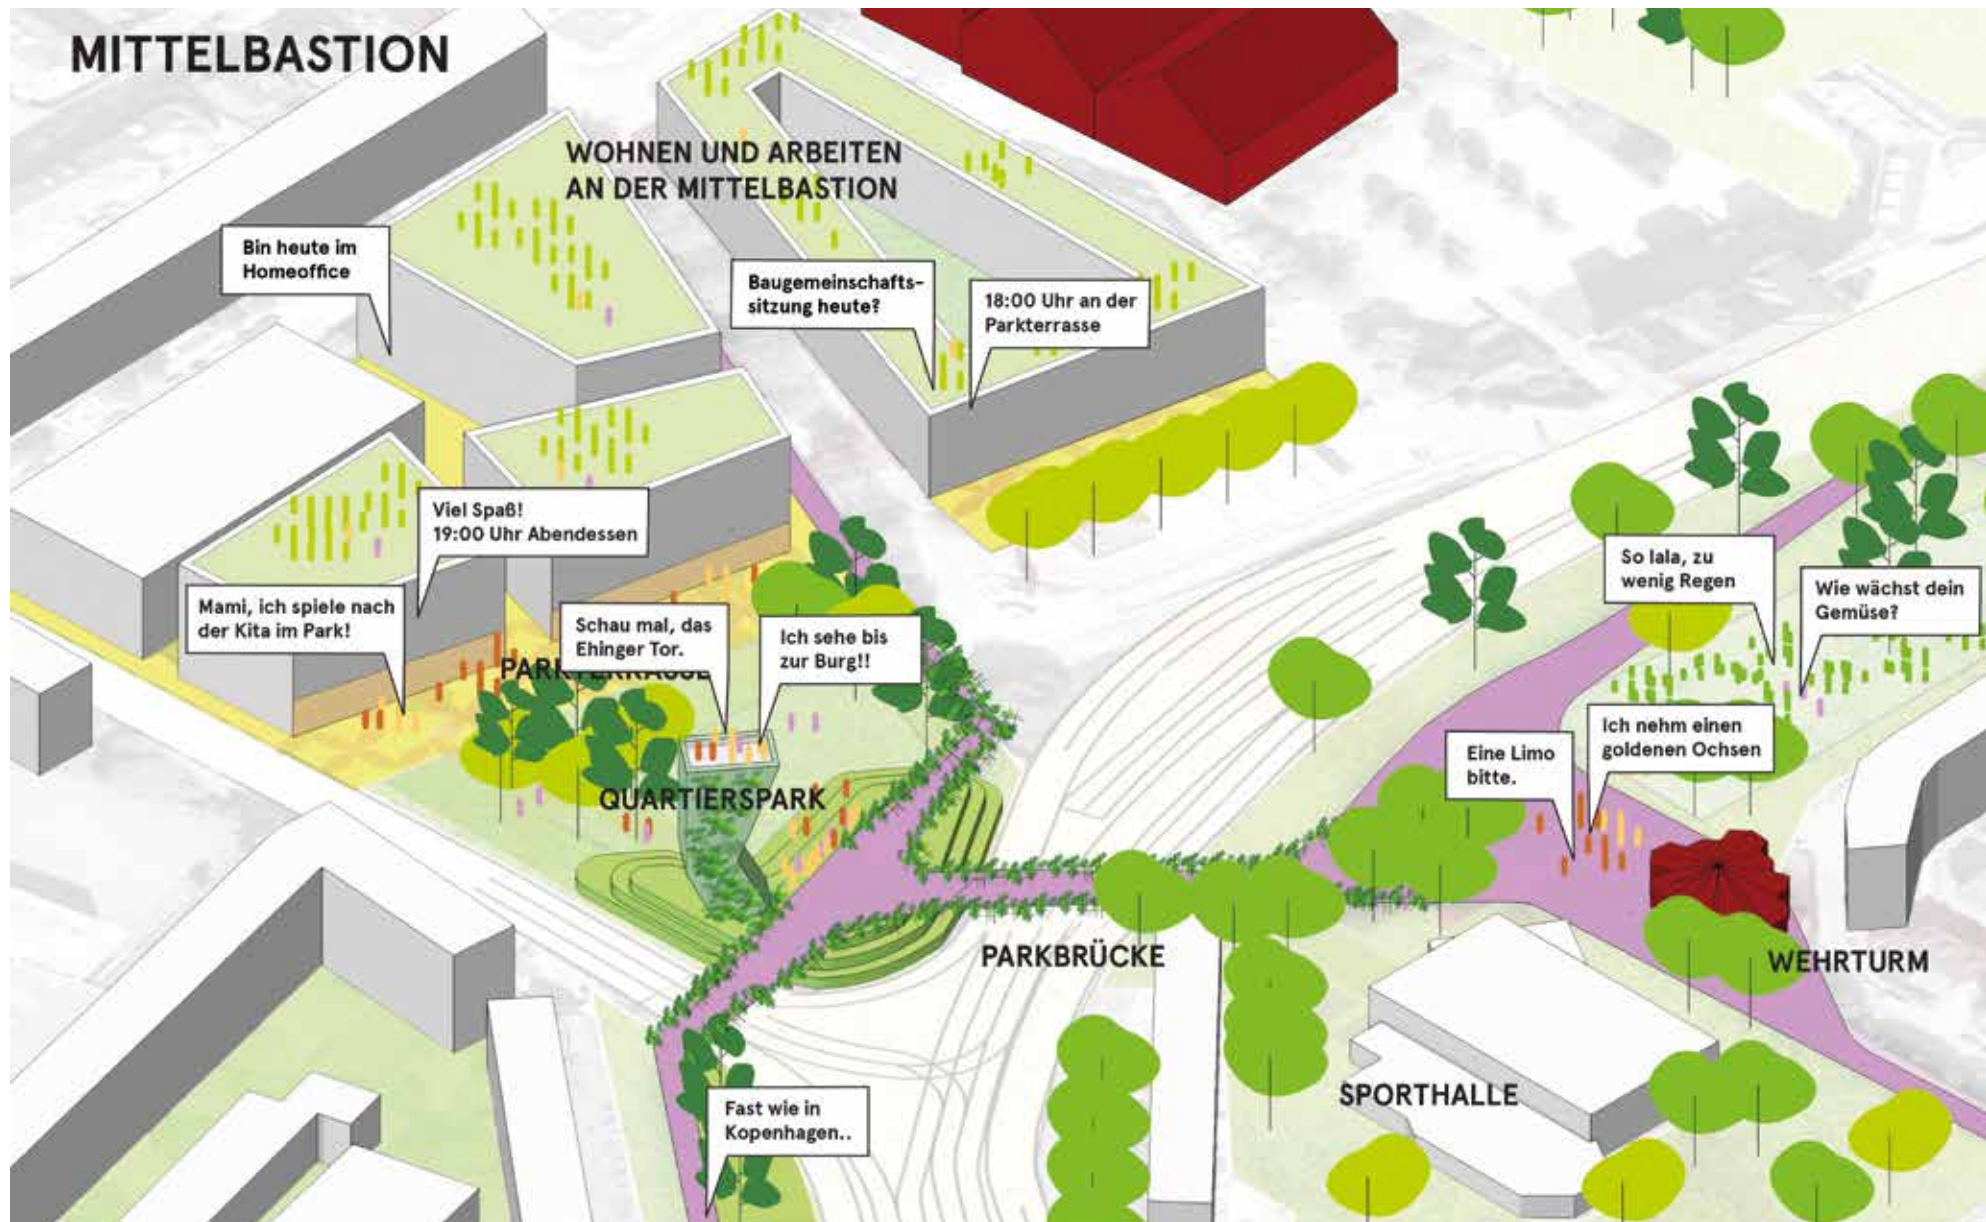 MITTELBASTION
WOHNEN UND ARBEITEN
AN DER MITTELBASTION
Bin heute im
Homeoffice
Baugemeinschafts-
sitzung heute?
18:00 Uhr an der
Parkterrasse
Viel Spaß!
19:00 Uhr Abendessen
Mami, ich spiele nach
der Kita im Park!
Schau mal, das
Ehinger Tor.
Ich sehe bis
zur Burg!!
PARKTERRASSE
QUARTIERSPARK
So lala, zu
wenig Regen
Wie wächst dein
Gemüse?
Ich nehm einen
goldenen Ochsen
Eine Limo
bitte.
PARKBRÜCKE
WEHRTURM
SPORTHALLE
Fast wie in
Kopenhagen..